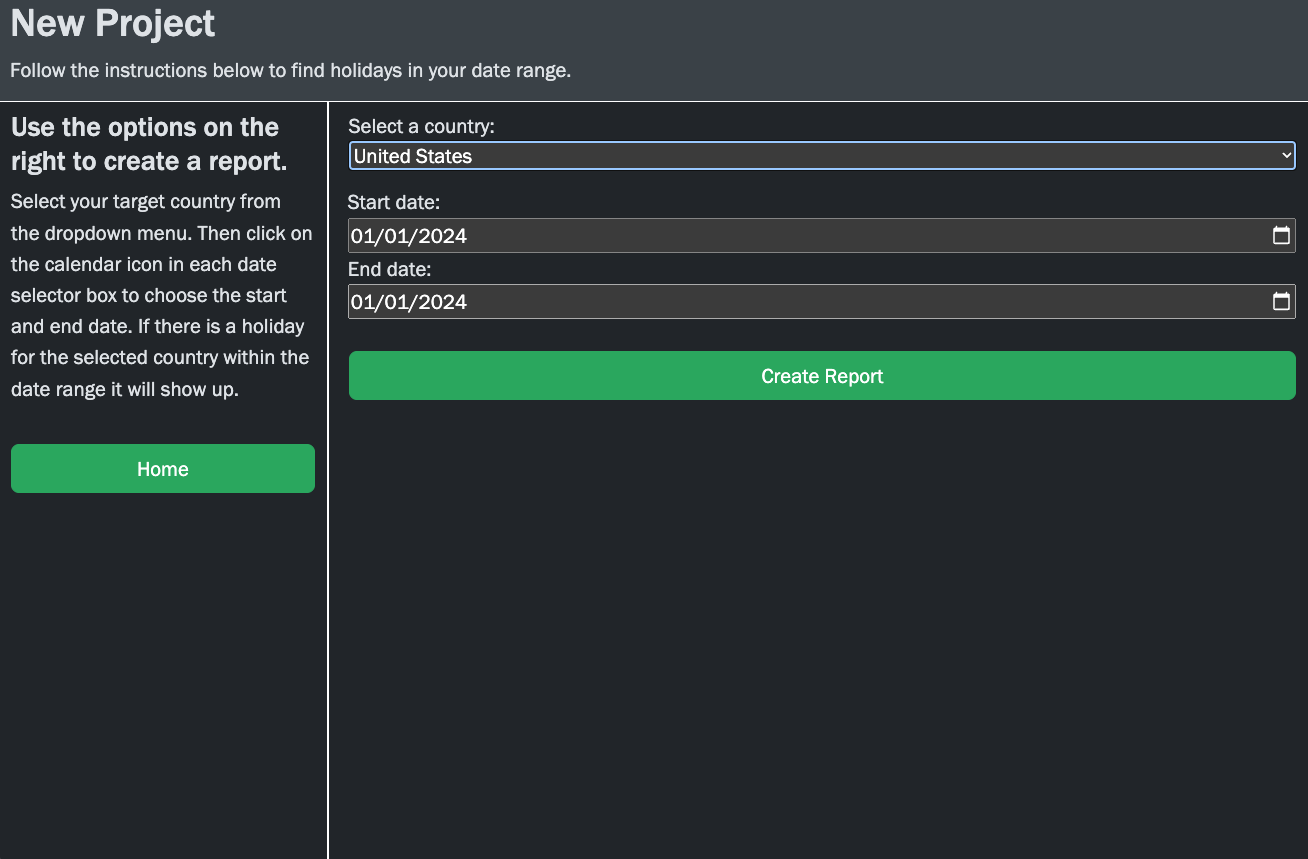 New Project
Follow the instructions below to find holidays in your date range.
Use the options on the
right to create a report.
Select your target country from
the dropdown menu. Then click on
the calendar icon in each date
selector box to choose the start
and end date. If there is a holiday
for the selected country within the
date range it will show up.
Home
Select a country:
United States
Start date:
01/01/2024
End date:
01/01/2024
Create Report